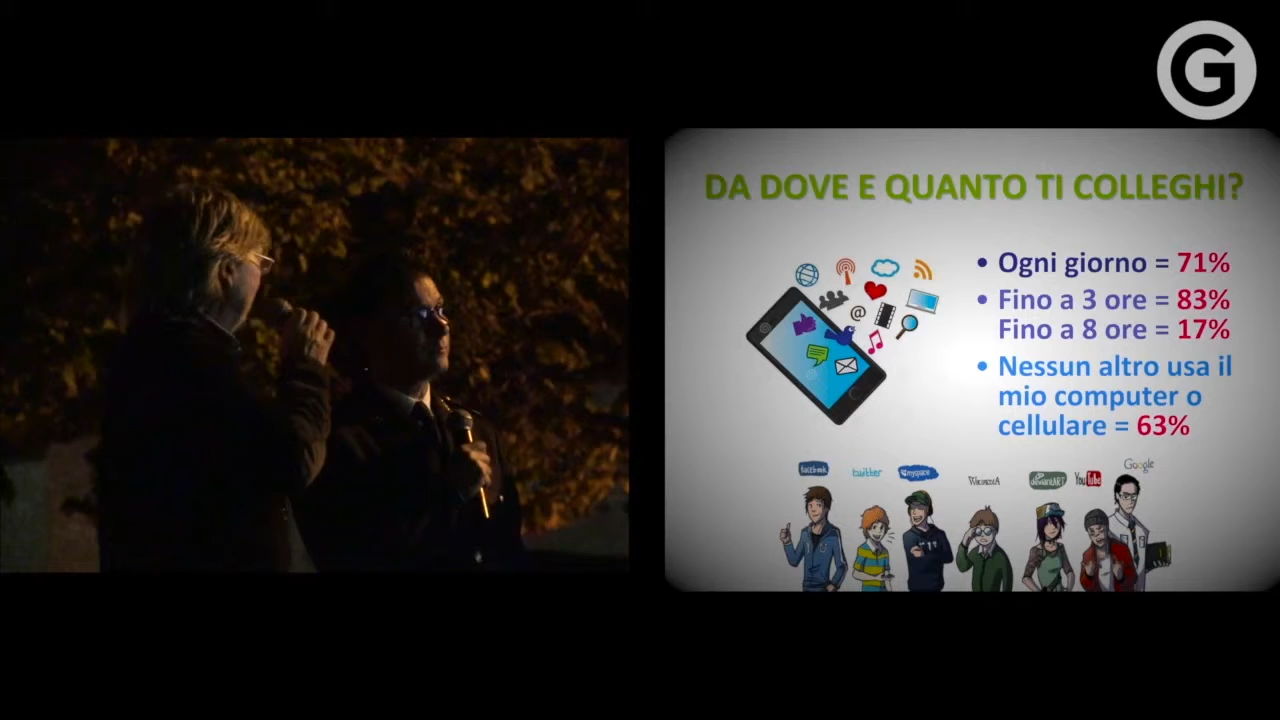 G
DA DOVE E QUANTO TI COLLEGHI?
• Ogni giorno = 71%
• Fino a 3 ore = 83%
Fino a 8 ore = 17%
• Nessun altro usa il
mio computer o
cellulare = 63%
@
facebook
twitter
myspace
WIKIPEDIA
deviantART
YouTube
Google